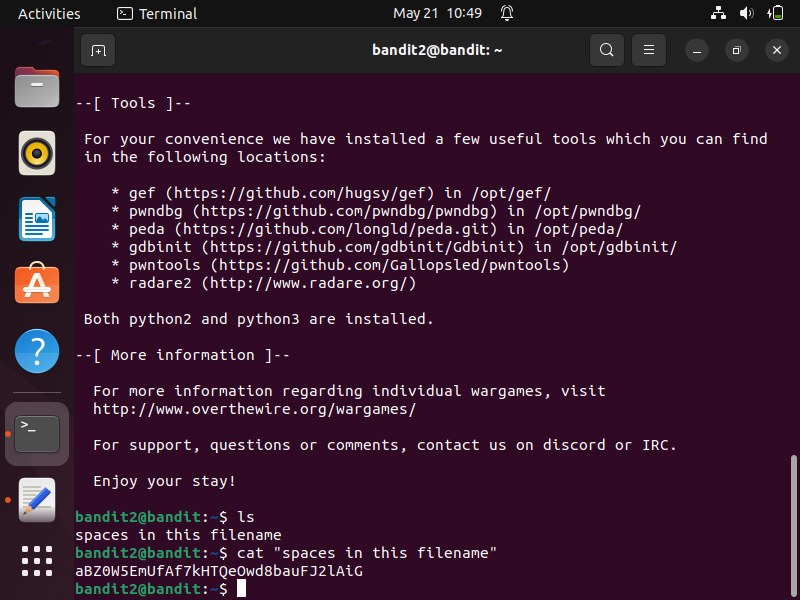 Activities
Terminal
May 21 10:49
bandit2@bandit: ~
--[ Tools ]--
For your convenience we have installed a few useful tools which you can find
in the following locations:
* gef (https://github.com/hugsy/gef) in /opt/gef/
* pwndbg (https://github.com/pwndbg/pwndbg) in /opt/pwndbg/
* peda (https://github.com/longld/peda.git) in /opt/peda/
* gdbinit (https://github.com/gdbinit/Gdbinit) in /opt/gdbinit/
* pwntools (https://github.com/Gallopsled/pwntools)
* radare2 (http://www.radare.org/)
Both python2 and python3 are installed.
--[ More information ]--
For more information regarding individual wargames, visit
http://www.overthewire.org/wargames/
For support, questions or comments, contact us on discord or IRC.
Enjoy your stay!
bandit2@bandit:~$ ls
spaces in this filename
bandit2@bandit:~$ cat "spaces in this filename"
aBZ0W5EmUfAf7kHTQeOwd8bauFJ2lAiG
bandit2@bandit:~$